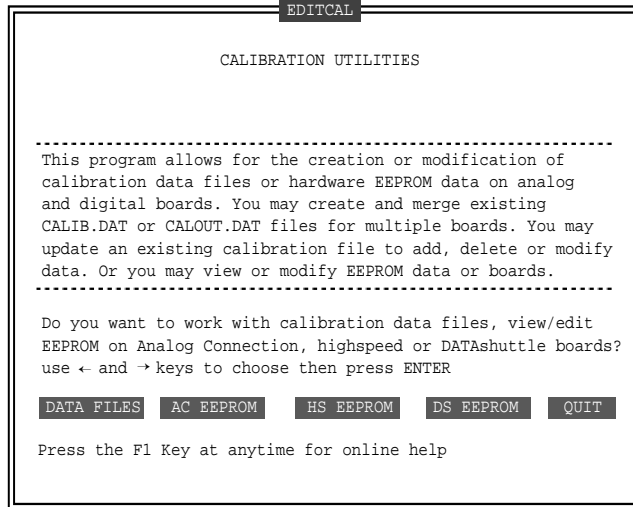 EDITCAL
CALIBRATION UTILITIES
This program allows for the creation or modification of
calibration data files or hardware EEPROM data on analog
and digital boards. You may create and merge existing
CALIB.DAT or CALOUT.DAT files for multiple boards. You may
update an existing calibration file to add, delete or modify
data. Or you may view or modify EEPROM data or boards.
Do you want to work with calibration data files, view/edit
EEPROM on Analog Connection, highspeed or DATAshuttle boards?
use ← and → keys to choose then press ENTER
DATA FILES AC EEPROM HS EEPROM DS EEPROM QUIT
Press the F1 Key at anytime for online help